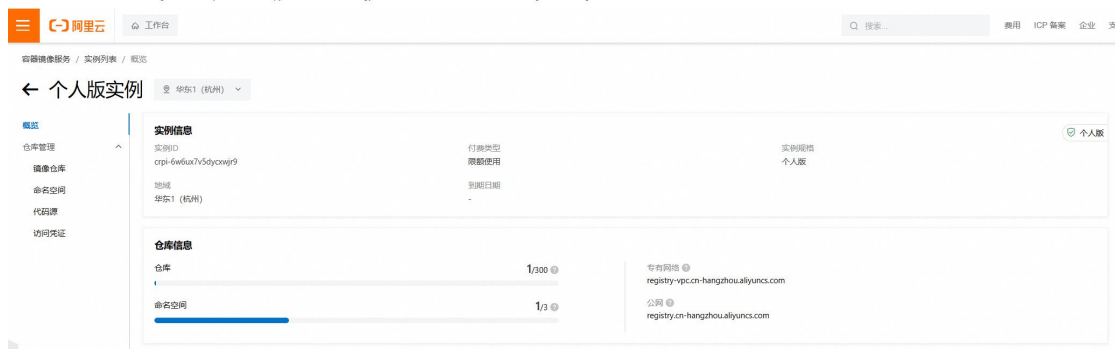 阿里云
工作台
搜索...
费用 ICP 备案 企业 支
容器镜像服务 / 实例列表 / 概览
← 个人版实例
华东1 (杭州)
概览
仓库管理
镜像仓库
命名空间
代码源
访问凭证
实例信息
个人版
实例ID
crpi-6w6ux7v5dycxwjr9
付费类型
限额使用
实例规格
个人版
地域
华东1 (杭州)
到期日期
-
仓库信息
仓库
1/300
命名空间
1/3
专有网络
registry-vpc.cn-hangzhou.aliyuncs.com
公网
registry.cn-hangzhou.aliyuncs.com